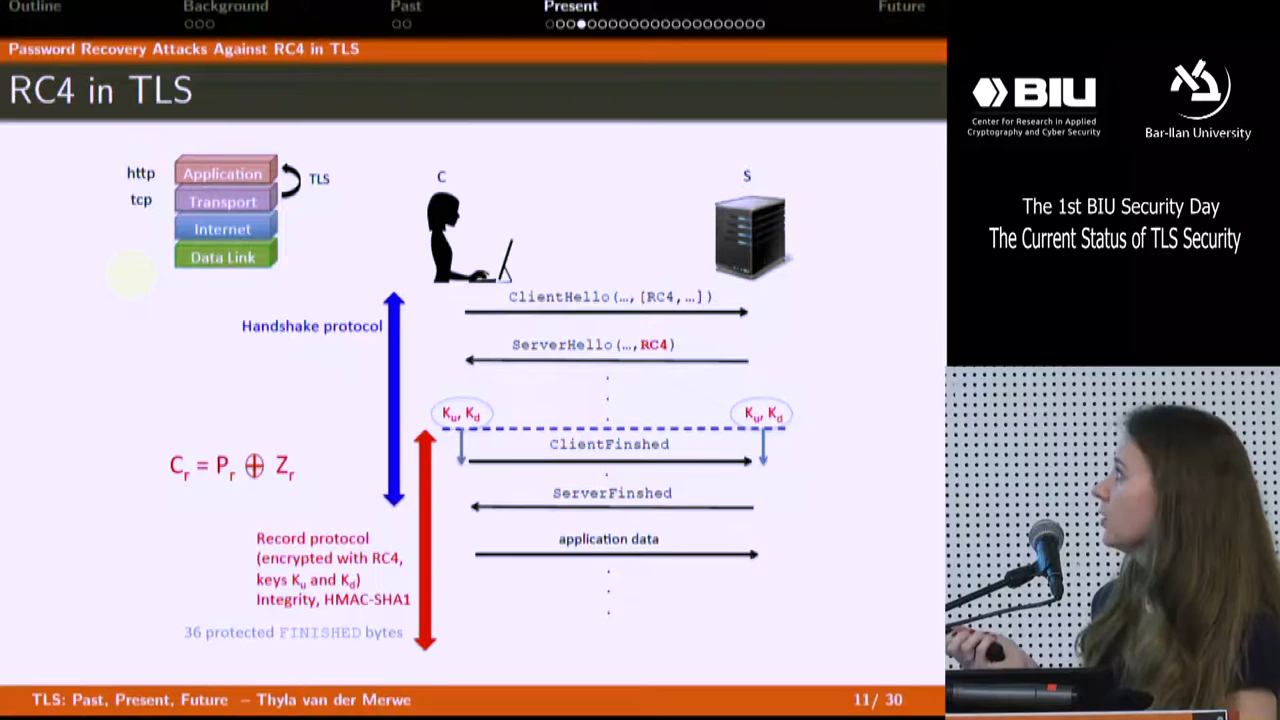 Outline Background Past Present Future
Password Recovery Attacks Against RC4 in TLS
RC4 in TLS
http Application TLS
tcp Transport
Internet
Data Link
C S
ClientHello(…,[RC4,…])
Handshake protocol
ServerHello(…,RC4)
Ku, Kd Ku, Kd
ClientFinshed
Cr = Pr ⊕ Zr
ServerFinshed
Record protocol
(encrypted with RC4,
keys Ku and Kd)
Integrity, HMAC-SHA1
application data
36 protected FINISHED bytes
TLS: Past, Present, Future – Thyla van der Merwe 11/ 30
BIU
Center for Research in Applied
Cryptography and Cyber Security
Bar-Ilan University
The 1st BIU Security Day
The Current Status of TLS Security